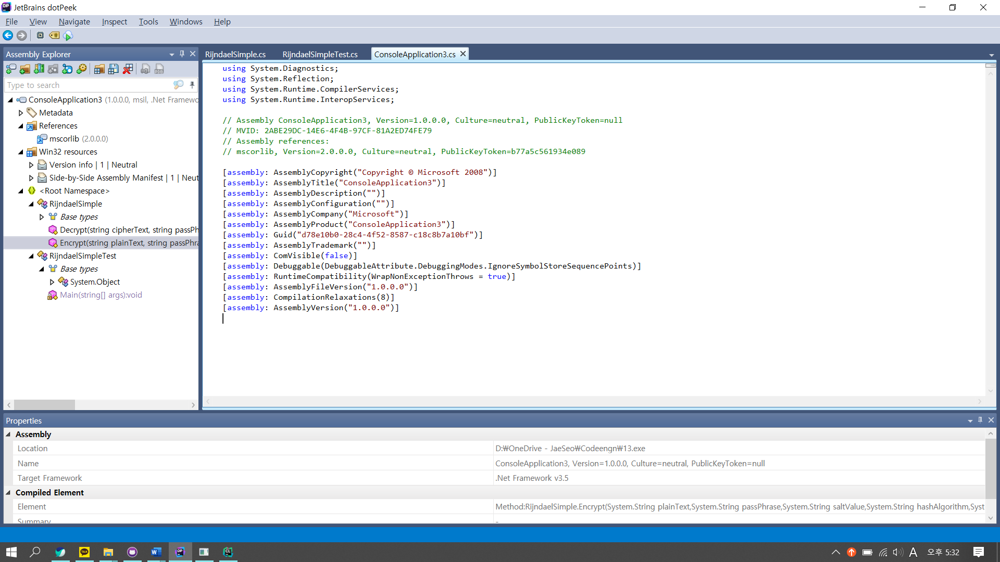 JetBrains dotPeek
File View Navigate Inspect Tools Windows Help
Assembly Explorer
Type to search
ConsoleApplication3 (1.0.0.0, msil, .Net Framewo
Metadata
References
mscorlib (2.0.0.0)
Win32 resources
Version info | 1 | Neutral
Side-by-Side Assembly Manifest | 1 | Neut
<Root Namespace>
RijndaelSimple
Base types
Decrypt(string cipherText, string passPh
Encrypt(string plainText, string passPhra
RijndaelSimpleTest
Base types
System.Object
Main(string[] args):void
RijndaelSimple.cs RijndaelSimpleTest.cs ConsoleApplication3.cs
using System.Diagnostics;
using System.Reflection;
using System.Runtime.CompilerServices;
using System.Runtime.InteropServices;
// Assembly ConsoleApplication3, Version=1.0.0.0, Culture=neutral, PublicKeyToken=null
// MVID: 2ABE29DC-14E6-4F4B-97CF-81A2ED74FE79
// Assembly references:
// mscorlib, Version=2.0.0.0, Culture=neutral, PublicKeyToken=b77a5c561934e089
[assembly: AssemblyCopyright("Copyright © Microsoft 2008")]
[assembly: AssemblyTitle("ConsoleApplication3")]
[assembly: AssemblyDescription("")]
[assembly: AssemblyConfiguration("")]
[assembly: AssemblyCompany("Microsoft")]
[assembly: AssemblyProduct("ConsoleApplication3")]
[assembly: Guid("d78e10b0-28c4-4f52-8587-c18c8b7a10bf")]
[assembly: AssemblyTrademark("")]
[assembly: ComVisible(false)]
[assembly: Debuggable(DebuggableAttribute.DebuggingModes.IgnoreSymbolStoreSequencePoints)]
[assembly: RuntimeCompatibility(WrapNonExceptionThrows = true)]
[assembly: AssemblyFileVersion("1.0.0.0")]
[assembly: CompilationRelaxations(8)]
[assembly: AssemblyVersion("1.0.0.0")]
Properties
Assembly
Location D:₩OneDrive - JaeSeo₩Codeengn₩13.exe
Name ConsoleApplication3, Version=1.0.0.0, Culture=neutral, PublicKeyToken=null
Target Framework .Net Framework v3.5
Compiled Element
Element Method:RijndaelSimple.Encrypt(System.String plainText,System.String passPhrase,System.String saltValue,System.String hashAlgorithm,Syst
Summary -
A 오후 5:32